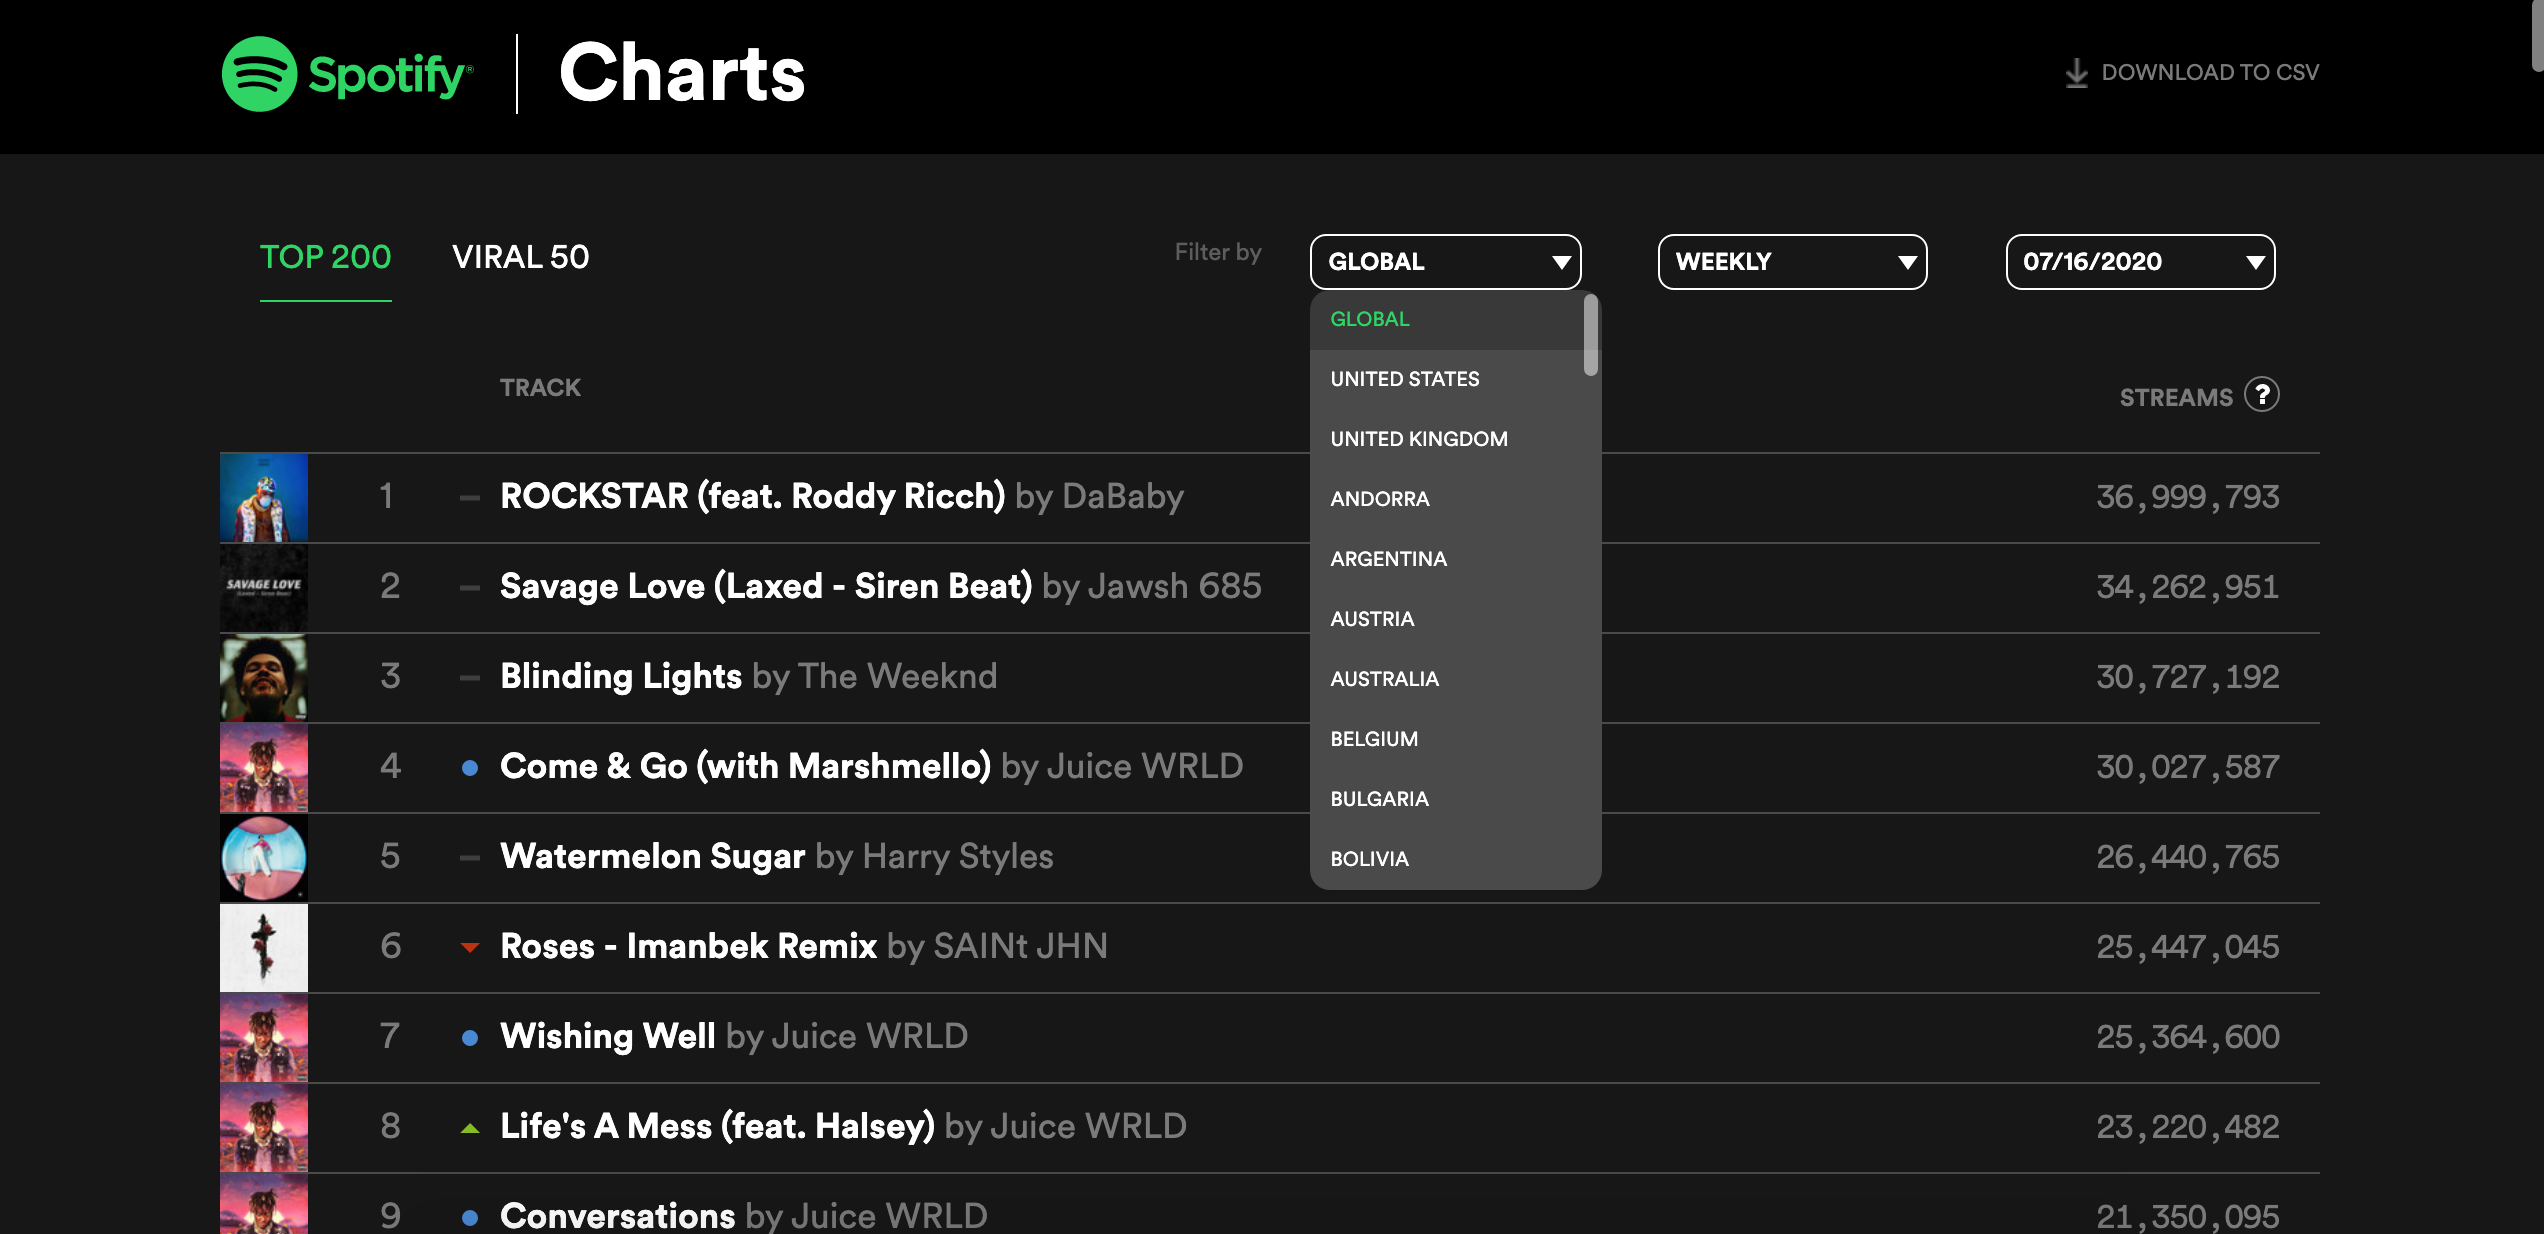 Spotify® Charts
DOWNLOAD TO CSV
TOP 200 VIRAL 50 Filter by GLOBAL WEEKLY 07/16/2020
GLOBAL
UNITED STATES
UNITED KINGDOM
ANDORRA
ARGENTINA
AUSTRIA
AUSTRALIA
BELGIUM
BULGARIA
BOLIVIA
TRACK STREAMS ?
1 ROCKSTAR (feat. Roddy Ricch) by DaBaby 36,999,793
SAVAGE LOVE
(Laxed - Siren Beat)
2 Savage Love (Laxed - Siren Beat) by Jawsh 685 34,262,951
3 Blinding Lights by The Weeknd 30,727,192
4 Come & Go (with Marshmello) by Juice WRLD 30,027,587
5 Watermelon Sugar by Harry Styles 26,440,765
6 Roses - Imanbek Remix by SAINt JHN 25,447,045
7 Wishing Well by Juice WRLD 25,364,600
8 Life's A Mess (feat. Halsey) by Juice WRLD 23,220,482
9 Conversations by Juice WRLD 21,350,095